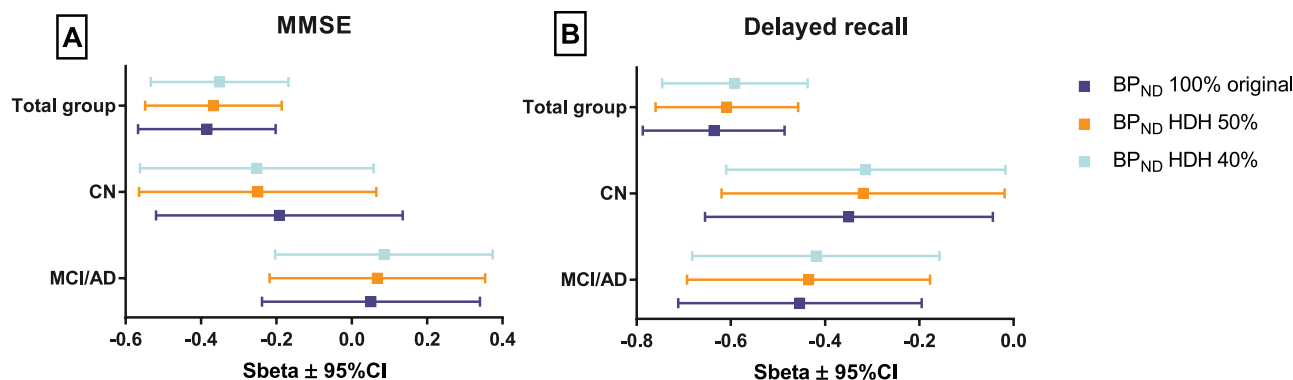 A
MMSE
Total group
CN
MCI/AD
-0.6 -0.4 -0.2 0.0 0.2 0.4
Sbeta ± 95%CI
B
Delayed recall
Total group
CN
MCI/AD
-0.8 -0.6 -0.4 -0.2 0.0
Sbeta ± 95%CI
BPND 100% original
BPND HDH 50%
BPND HDH 40%